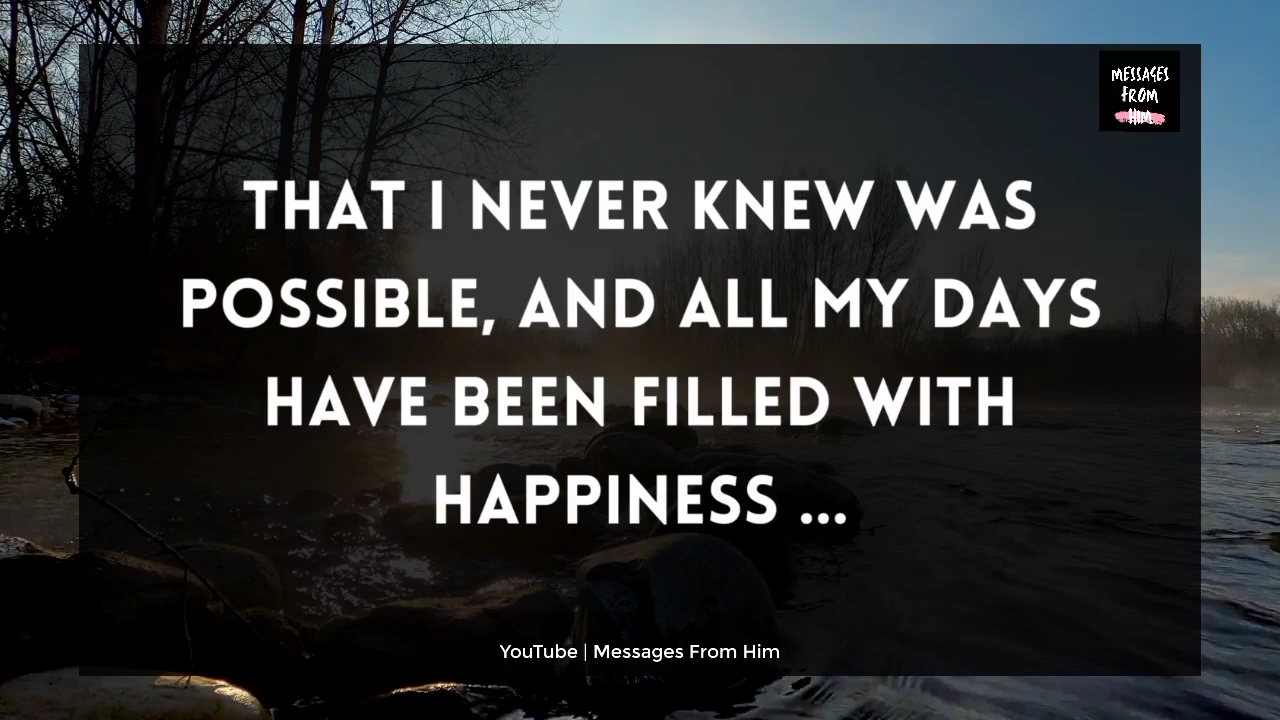 MESSAGES
FROM
HIM
THAT I NEVER KNEW WAS
POSSIBLE, AND ALL MY DAYS
HAVE BEEN FILLED WITH
HAPPINESS ...
YouTube | Messages From Him